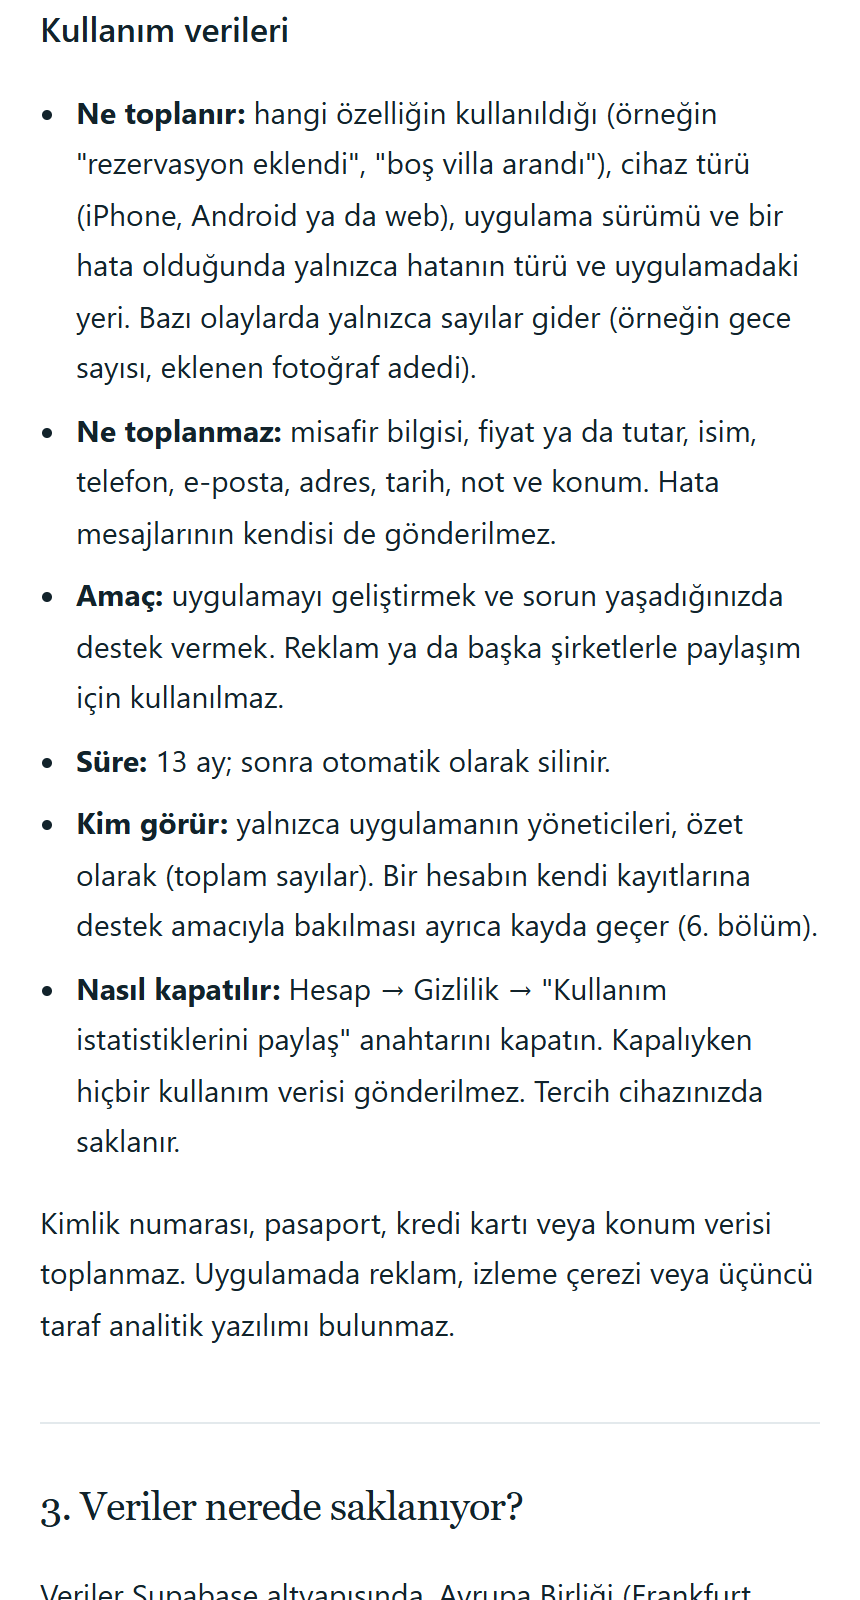 Kullanım verileri
• Ne toplanır: hangi özelliğin kullanıldığı (örneğin
"rezervasyon eklendi", "boş villa arandı"), cihaz türü
(iPhone, Android ya da web), uygulama sürümü ve bir
hata olduğunda yalnızca hatanın türü ve uygulamadaki
yeri. Bazı olaylarda yalnızca sayılar gider (örneğin gece
sayısı, eklenen fotoğraf adedi).
• Ne toplanmaz: misafir bilgisi, fiyat ya da tutar, isim,
telefon, e-posta, adres, tarih, not ve konum. Hata
mesajlarının kendisi de gönderilmez.
• Amaç: uygulamayı geliştirmek ve sorun yaşadığınızda
destek vermek. Reklam ya da başka şirketlerle paylaşım
için kullanılmaz.
• Süre: 13 ay; sonra otomatik olarak silinir.
• Kim görür: yalnızca uygulamanın yöneticileri, özet
olarak (toplam sayılar). Bir hesabın kendi kayıtlarına
destek amacıyla bakılması ayrıca kayda geçer (6. bölüm).
• Nasıl kapatılır: Hesap → Gizlilik → "Kullanım
istatistiklerini paylaş" anahtarını kapatın. Kapalıyken
hiçbir kullanım verisi gönderilmez. Tercih cihazınızda
saklanır.
Kimlik numarası, pasaport, kredi kartı veya konum verisi
toplanmaz. Uygulamada reklam, izleme çerezi veya üçüncü
taraf analitik yazılımı bulunmaz.
3. Veriler nerede saklanıyor?
Veriler Supabase altyapısında, Avrupa Birliği (Frankfurt